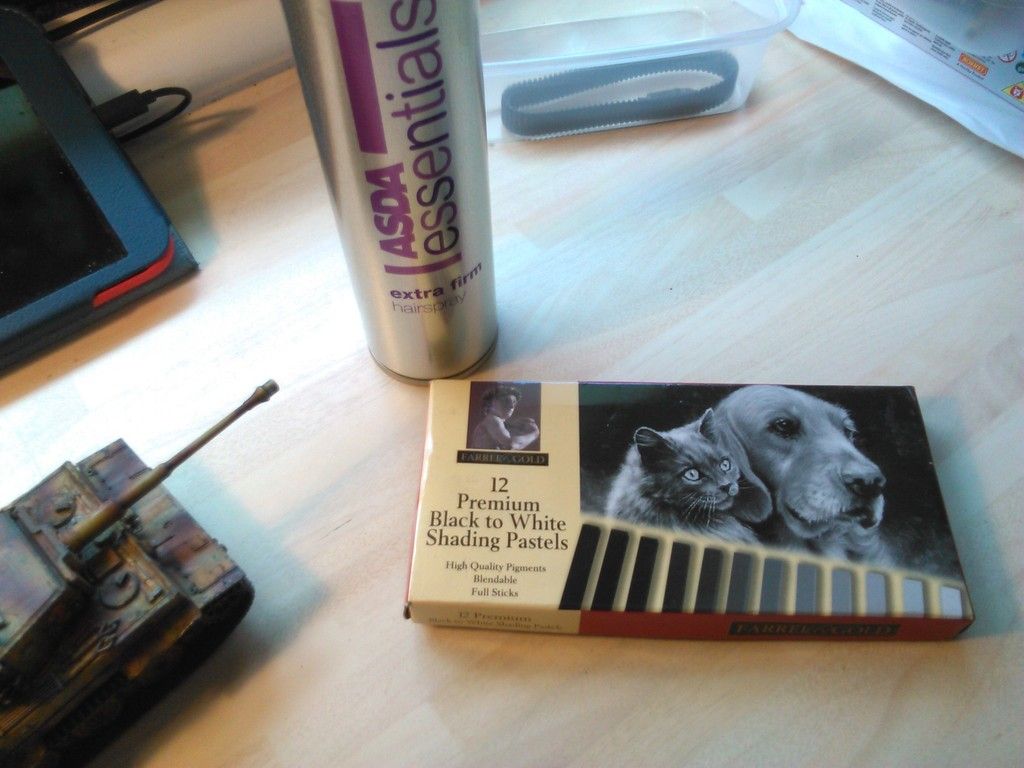 ASDA
essentials
extra firm
hairspray
FARRELL & GOLD
12
Premium
Black to White
Shading Pastels
High Quality Pigments
Blendable
Full Sticks
12 Premium
Black to White Shading Pastels
FARRELL & GOLD